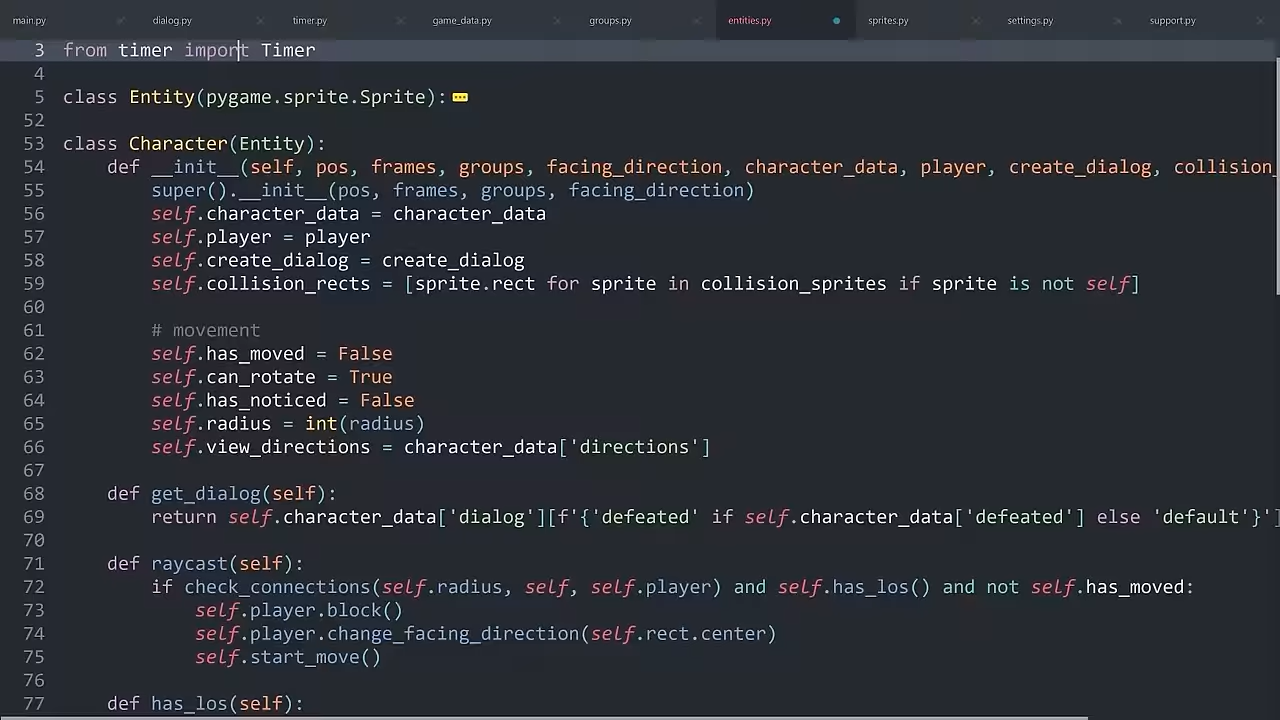 main.py dialog.py timer.py game_data.py groups.py entities.py sprites.py settings.py support.py
3 from timer import Timer
4
5 class Entity(pygame.sprite.Sprite):
52
53 class Character(Entity):
54 def __init__(self, pos, frames, groups, facing_direction, character_data, player, create_dialog, collision_
55 super().__init__(pos, frames, groups, facing_direction)
56 self.character_data = character_data
57 self.player = player
58 self.create_dialog = create_dialog
59 self.collision_rects = [sprite.rect for sprite in collision_sprites if sprite is not self]
60
61 # movement
62 self.has_moved = False
63 self.can_rotate = True
64 self.has_noticed = False
65 self.radius = int(radius)
66 self.view_directions = character_data['directions']
67
68 def get_dialog(self):
69 return self.character_data['dialog'][f'{'defeated' if self.character_data['defeated'] else 'default'}']
70
71 def raycast(self):
72 if check_connections(self.radius, self, self.player) and self.has_los() and not self.has_moved:
73 self.player.block()
74 self.player.change_facing_direction(self.rect.center)
75 self.start_move()
76
77 def has_los(self):